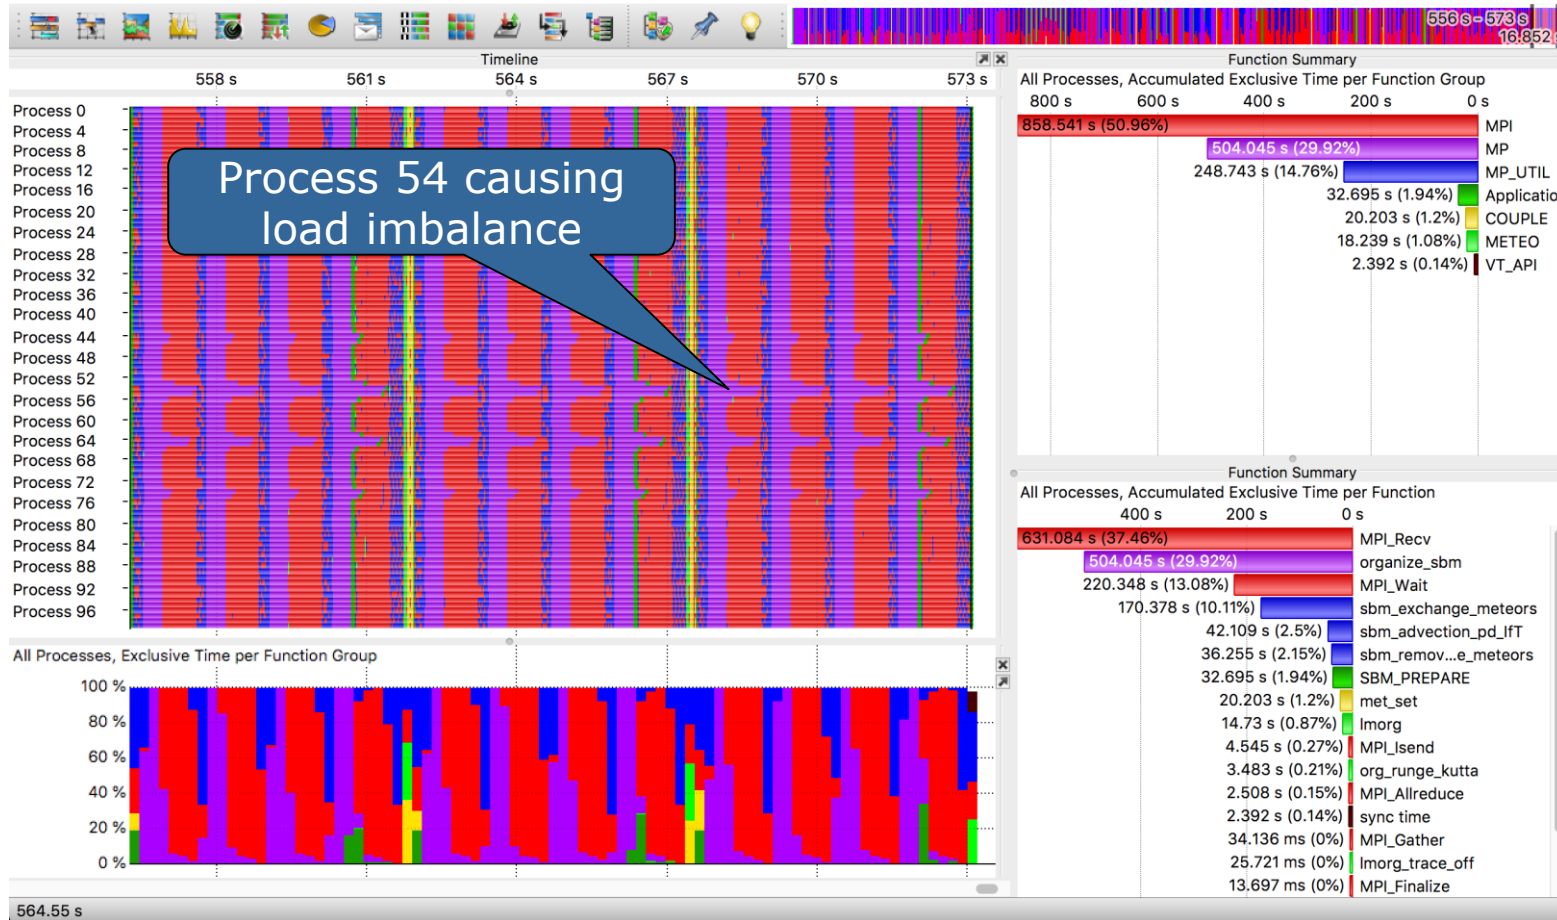 556 s - 573 s
16.852 s
Timeline
558 s 561 s 564 s 567 s 570 s 573 s
Process 0
Process 4
Process 8
Process 12
Process 16
Process 20
Process 24
Process 28
Process 32
Process 36
Process 40
Process 44
Process 48
Process 52
Process 56
Process 60
Process 64
Process 68
Process 72
Process 76
Process 80
Process 84
Process 88
Process 92
Process 96
Process 54 causing
load imbalance
All Processes, Exclusive Time per Function Group
100 %
80 %
60 %
40 %
20 %
0 %
Function Summary
All Processes, Accumulated Exclusive Time per Function Group
800 s 600 s 400 s 200 s 0 s
858.541 s (50.96%) MPI
504.045 s (29.92%) MP
248.743 s (14.76%) MP_UTIL
32.695 s (1.94%) Applicatio
20.203 s (1.2%) COUPLE
18.239 s (1.08%) METEO
2.392 s (0.14%) VT_API
Function Summary
All Processes, Accumulated Exclusive Time per Function
400 s 200 s 0 s
631.084 s (37.46%) MPI_Recv
504.045 s (29.92%) organize_sbm
220.348 s (13.08%) MPI_Wait
170.378 s (10.11%) sbm_exchange_meteors
42.109 s (2.5%) sbm_advection_pd_lfT
36.255 s (2.15%) sbm_remov...e_meteors
32.695 s (1.94%) SBM_PREPARE
20.203 s (1.2%) met_set
14.73 s (0.87%) lmorg
4.545 s (0.27%) MPI_Isend
3.483 s (0.21%) org_runge_kutta
2.508 s (0.15%) MPI_Allreduce
2.392 s (0.14%) sync time
34.136 ms (0%) MPI_Gather
25.721 ms (0%) lmorg_trace_off
13.697 ms (0%) MPI_Finalize
564.55 s